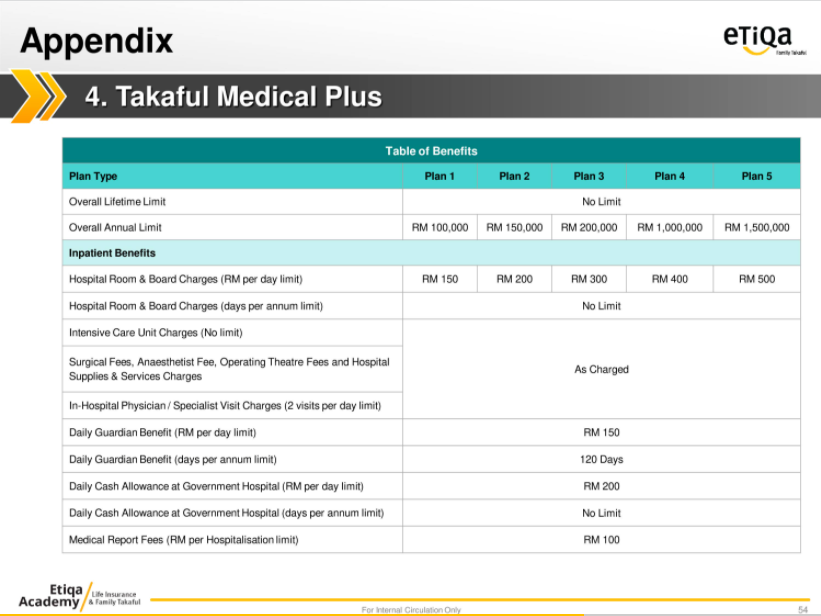 Appendix
eTiQa
Family Takaful
4. Takaful Medical Plus
Table of Benefits
Plan Type Plan 1 Plan 2 Plan 3 Plan 4 Plan 5
Overall Lifetime Limit No Limit
Overall Annual Limit RM 100,000 RM 150,000 RM 200,000 RM 1,000,000 RM 1,500,000
Inpatient Benefits
Hospital Room & Board Charges (RM per day limit) RM 150 RM 200 RM 300 RM 400 RM 500
Hospital Room & Board Charges (days per annum limit) No Limit
Intensive Care Unit Charges (No limit)
Surgical Fees, Anaesthetist Fee, Operating Theatre Fees and Hospital
Supplies & Services Charges
As Charged
In-Hospital Physician / Specialist Visit Charges (2 visits per day limit)
Daily Guardian Benefit (RM per day limit) RM 150
Daily Guardian Benefit (days per annum limit) 120 Days
Daily Cash Allowance at Government Hospital (RM per day limit) RM 200
Daily Cash Allowance at Government Hospital (days per annum limit) No Limit
Medical Report Fees (RM per Hospitalisation limit) RM 100
Etiqa
Academy
Life Insurance
& Family Takaful
For Internal Circulation Only
54